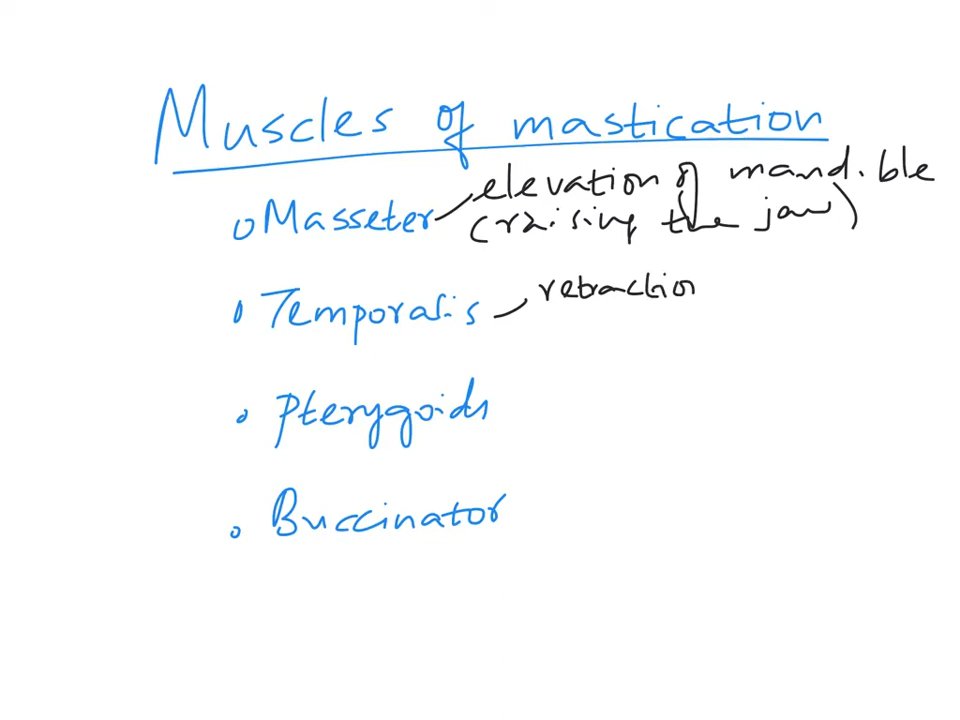 Muscles of mastication
Masseter elevation of mandible
(raising the jaw)
Temporalis retraction
Pterygoids
Buccinator